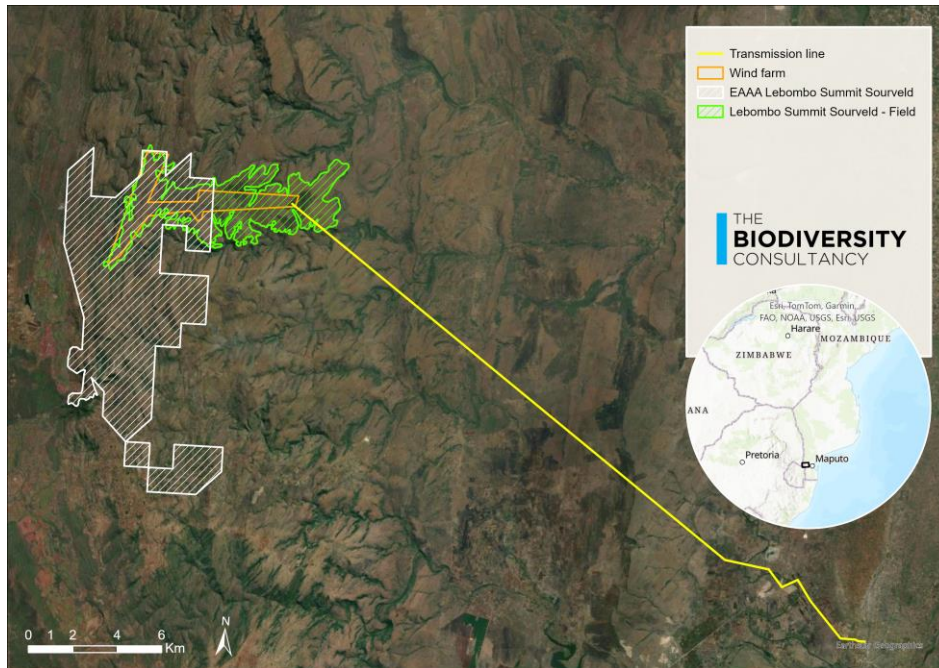 Transmission line
Wind farm
EAAA Lebombo Summit Sourveld
Lebombo Summit Sourveld - Field
THE
BIODIVERSITY
CONSULTANCY
Esri, TomTom, Garmin,
FAO, NOAA, USGS, Esri, USGS
Harare
MOZAMBIQUE
ZIMBABWE
ANA
Pretoria
Maputo
N
0 1 2 4 6
Km
Earthstar Geographics